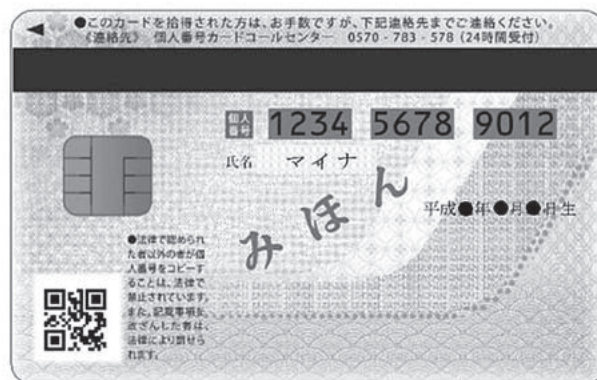 ●このカードを拾得された方は、お手数ですが、下記連絡先までご連絡ください。
《連絡先》 個人番号カードコールセンター 0570-783-578 (24時間受付)
個人番号 1234 5678 9012
氏名 マイナ
みほん
平成●年●月●日生
●法律で認められ
た者以外の者が個
人番号をコピーす
ることは、法律で
禁止されています。
また、記載事項を
改ざんした者は、
法律により罰せら
れます。